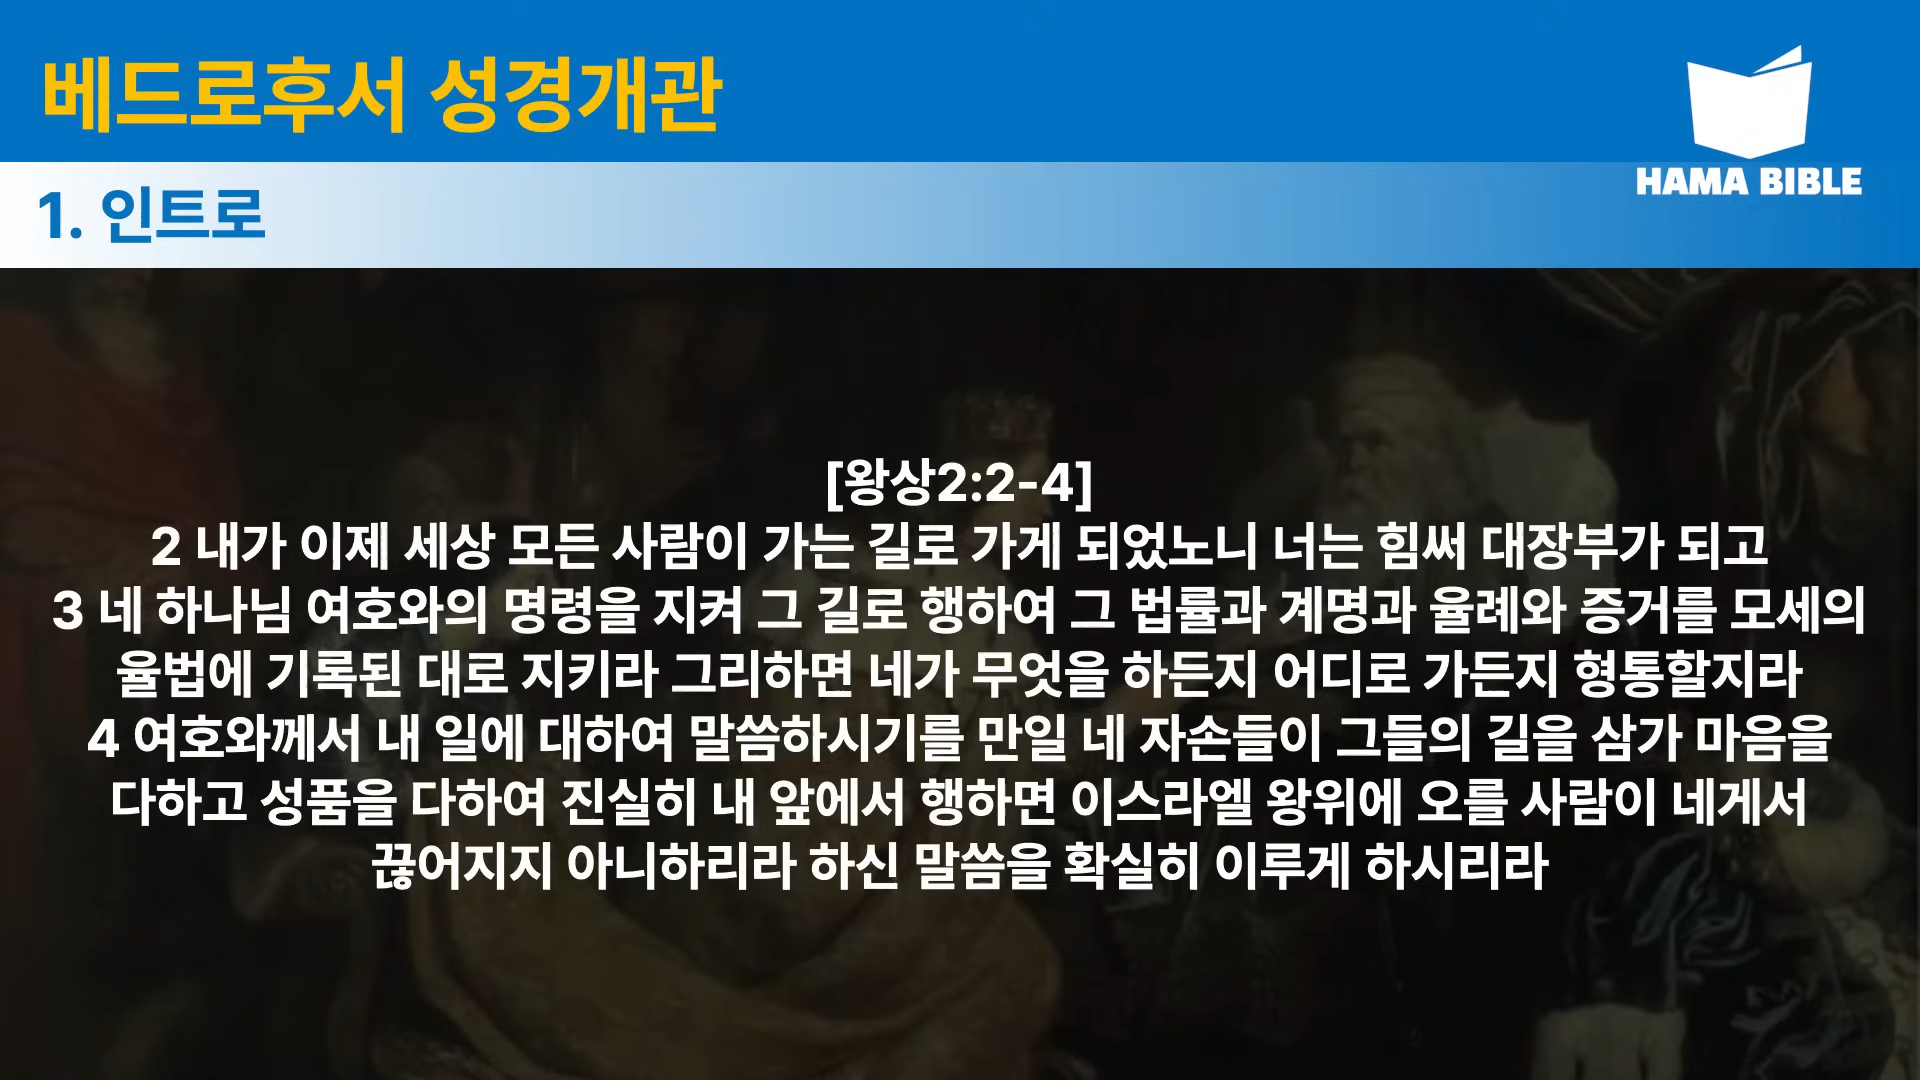 베드로후서 성경개관
HAMA BIBLE
1. 인트로
[왕상2:2-4]
2 내가 이제 세상 모든 사람이 가는 길로 가게 되었노니 너는 힘써 대장부가 되고
3 네 하나님 여호와의 명령을 지켜 그 길로 행하여 그 법률과 계명과 율례와 증거를 모세의
율법에 기록된 대로 지키라 그리하면 네가 무엇을 하든지 어디로 가든지 형통할지라
4 여호와께서 내 일에 대하여 말씀하시기를 만일 네 자손들이 그들의 길을 삼가 마음을
다하고 성품을 다하여 진실히 내 앞에서 행하면 이스라엘 왕위에 오를 사람이 네게서
끊어지지 아니하리라 하신 말씀을 확실히 이루게 하시리라